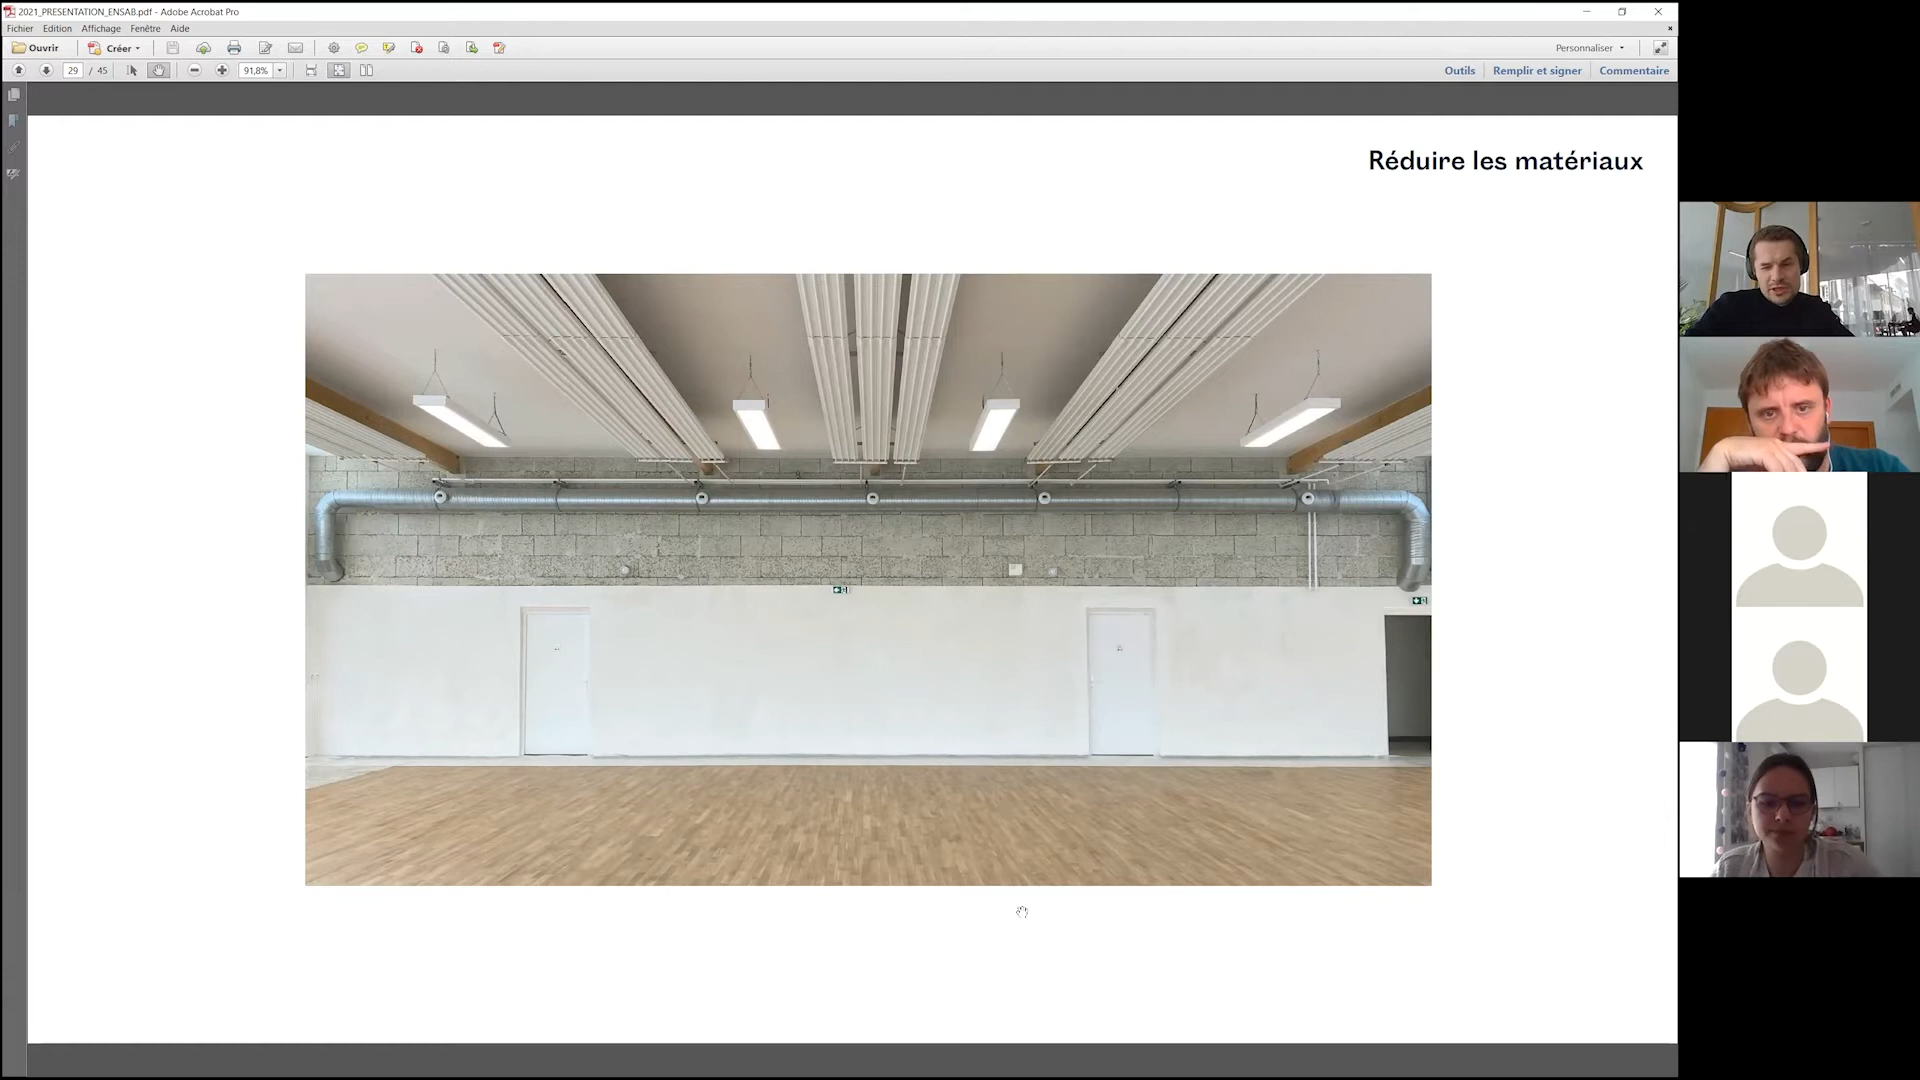 2021_PRESENTATION_ENSAB.pdf - Adobe Acrobat Pro
Fichier Edition Affichage Fenêtre Aide
Ouvrir Créer Personnaliser
29 / 45 91,8% Outils Remplir et signer Commentaire
Réduire les matériaux